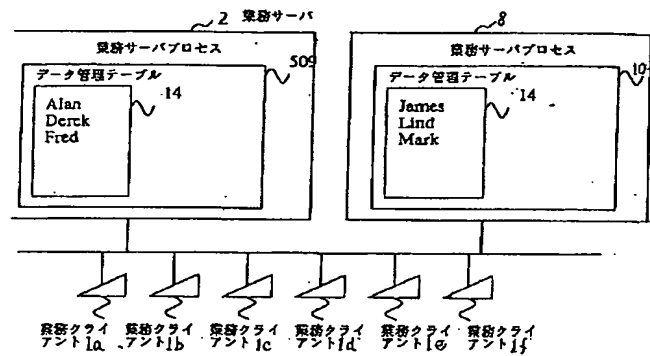 2 業務サーバ
8
業務サーバプロセス
業務サーバプロセス
データ管理テーブル
509
データ管理テーブル
10
14
14
Alan
Derek
Fred
James
Lind
Mark
業務クライ
アント1a
業務クライ
アント1b
業務クライ
アント1c
業務クライ
アント1d
業務クライ
アント1e
業務クライ
アント1f